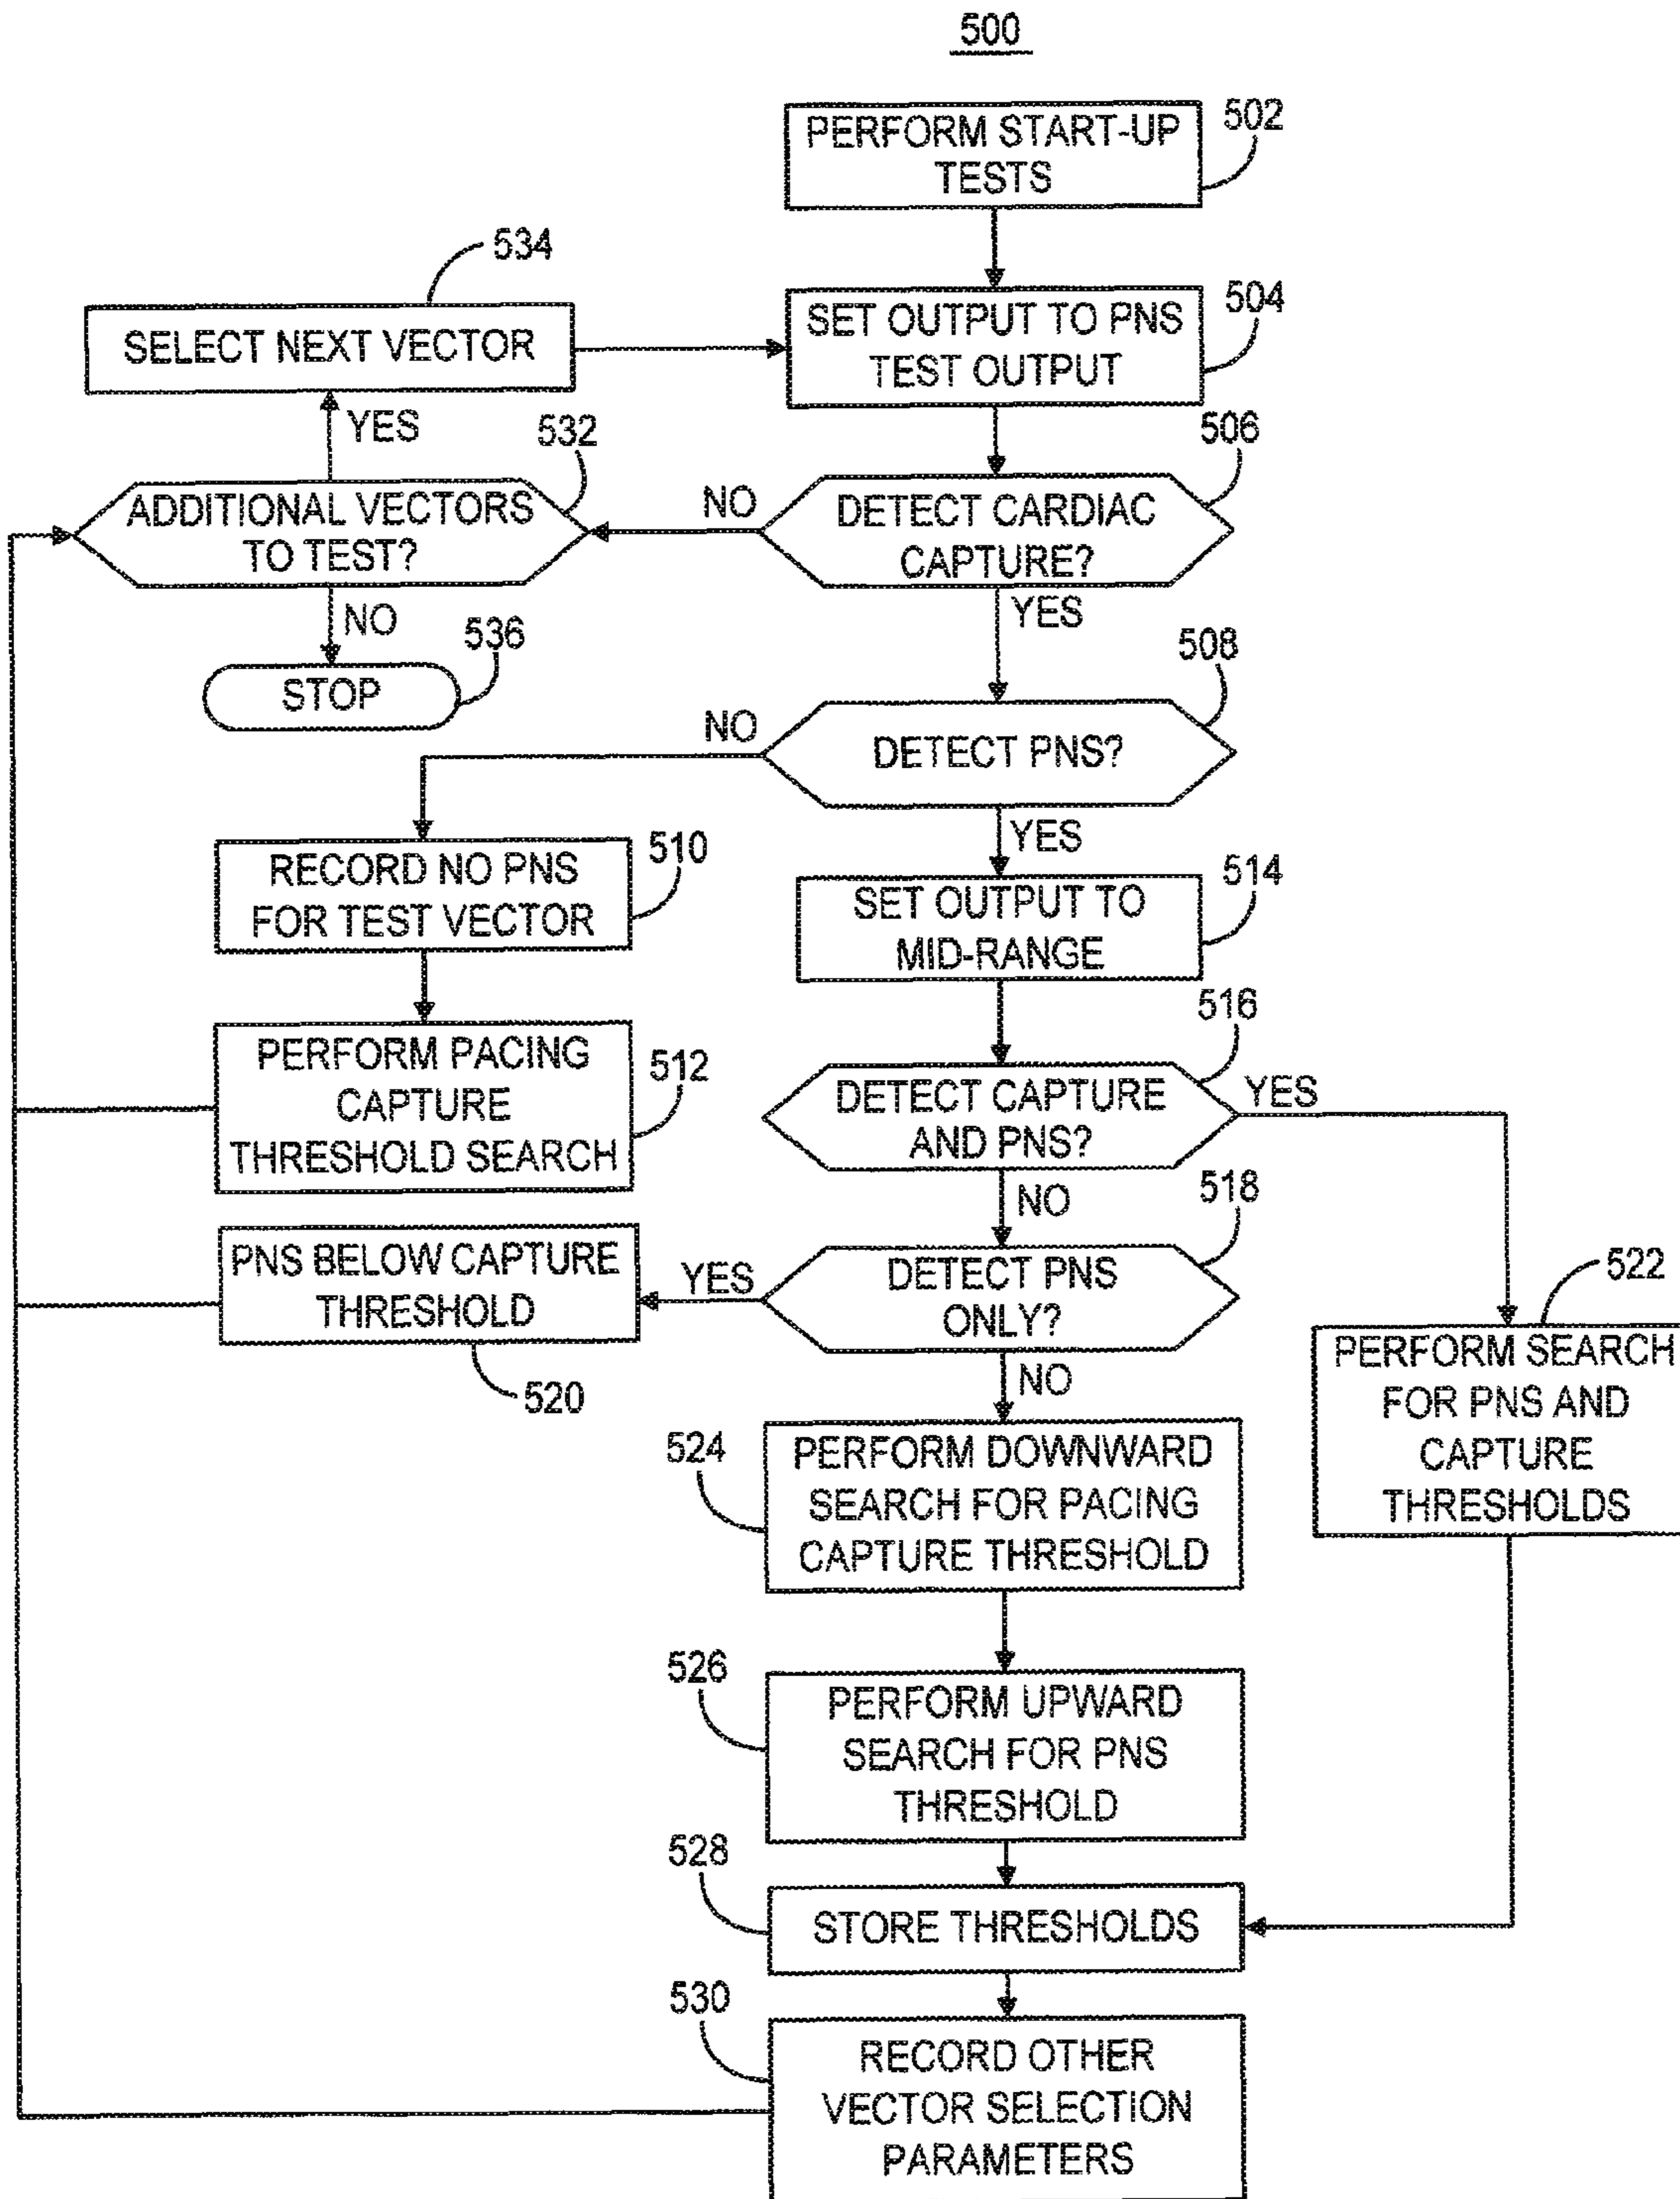 500
PERFORM START-UP
TESTS
502
534
SELECT NEXT VECTOR
SET OUTPUT TO PNS
TEST OUTPUT
504
YES
532
506
ADDITIONAL VECTORS
TO TEST?
NO
DETECT CARDIAC
CAPTURE?
NO
YES
536
STOP
508
NO
DETECT PNS?
YES
RECORD NO PNS
FOR TEST VECTOR
510
SET OUTPUT TO
MID-RANGE
514
516
PERFORM PACING
CAPTURE
THRESHOLD SEARCH
512
DETECT CAPTURE
AND PNS?
YES
NO
518
PNS BELOW CAPTURE
THRESHOLD
YES
DETECT PNS
ONLY?
522
520
NO
PERFORM SEARCH
FOR PNS AND
CAPTURE
THRESHOLDS
524
PERFORM DOWNWARD
SEARCH FOR PACING
CAPTURE THRESHOLD
526
PERFORM UPWARD
SEARCH FOR PNS
THRESHOLD
528
STORE THRESHOLDS
530
RECORD OTHER
VECTOR SELECTION
PARAMETERS